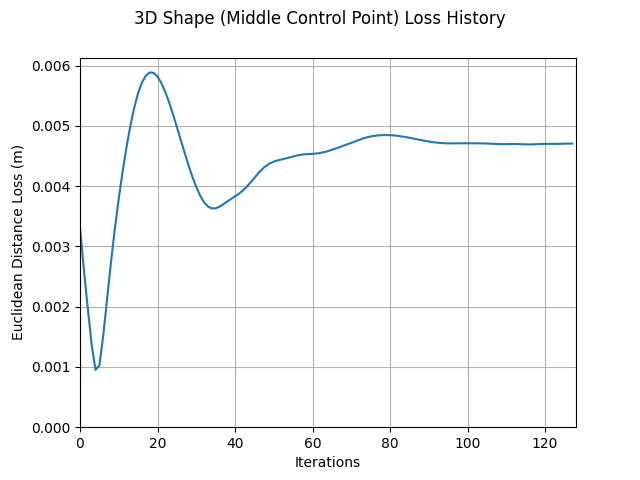 3D Shape (Middle Control Point) Loss History
0.006
0.005
0.004
0.003
0.002
0.001
0.000
Euclidean Distance Loss (m)
0 20 40 60 80 100 120
Iterations